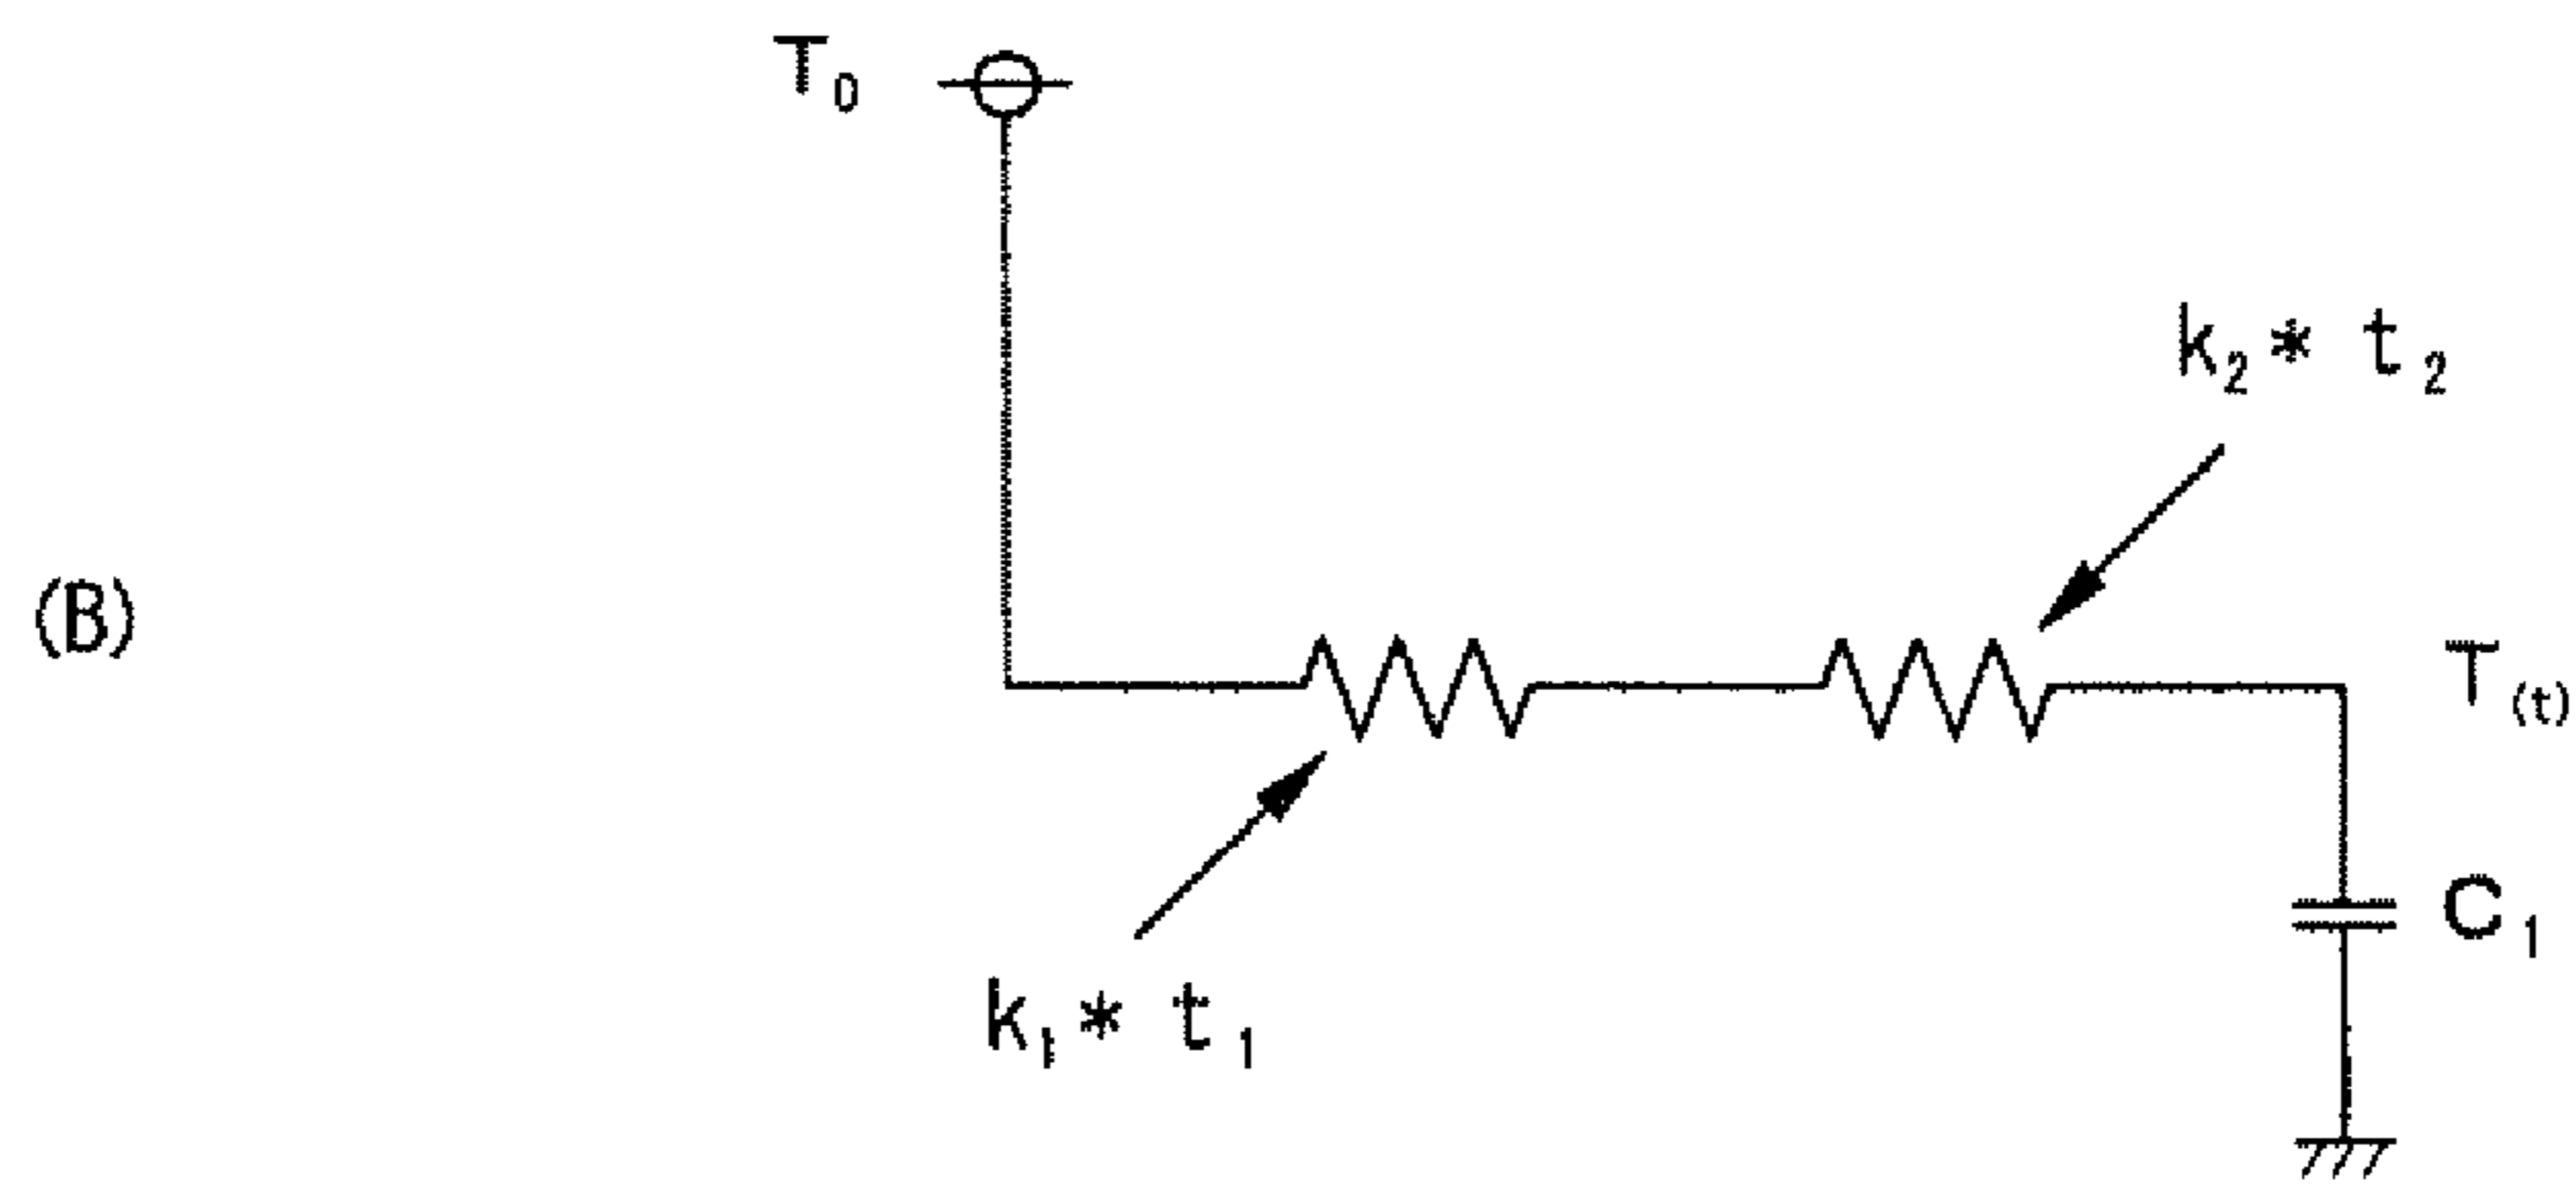 T₀
k₂* t₂
(B)
T₍t₎
C₁
k₁* t₁